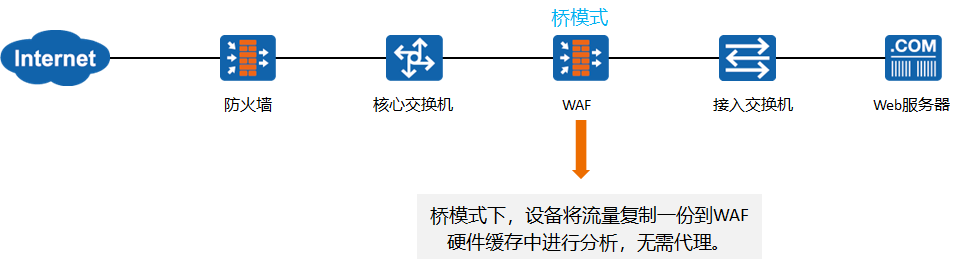 桥模式
Internet
.COM
防火墙
核心交换机
WAF
接入交换机
Web服务器
桥模式下，设备将流量复制一份到WAF
硬件缓存中进行分析，无需代理。